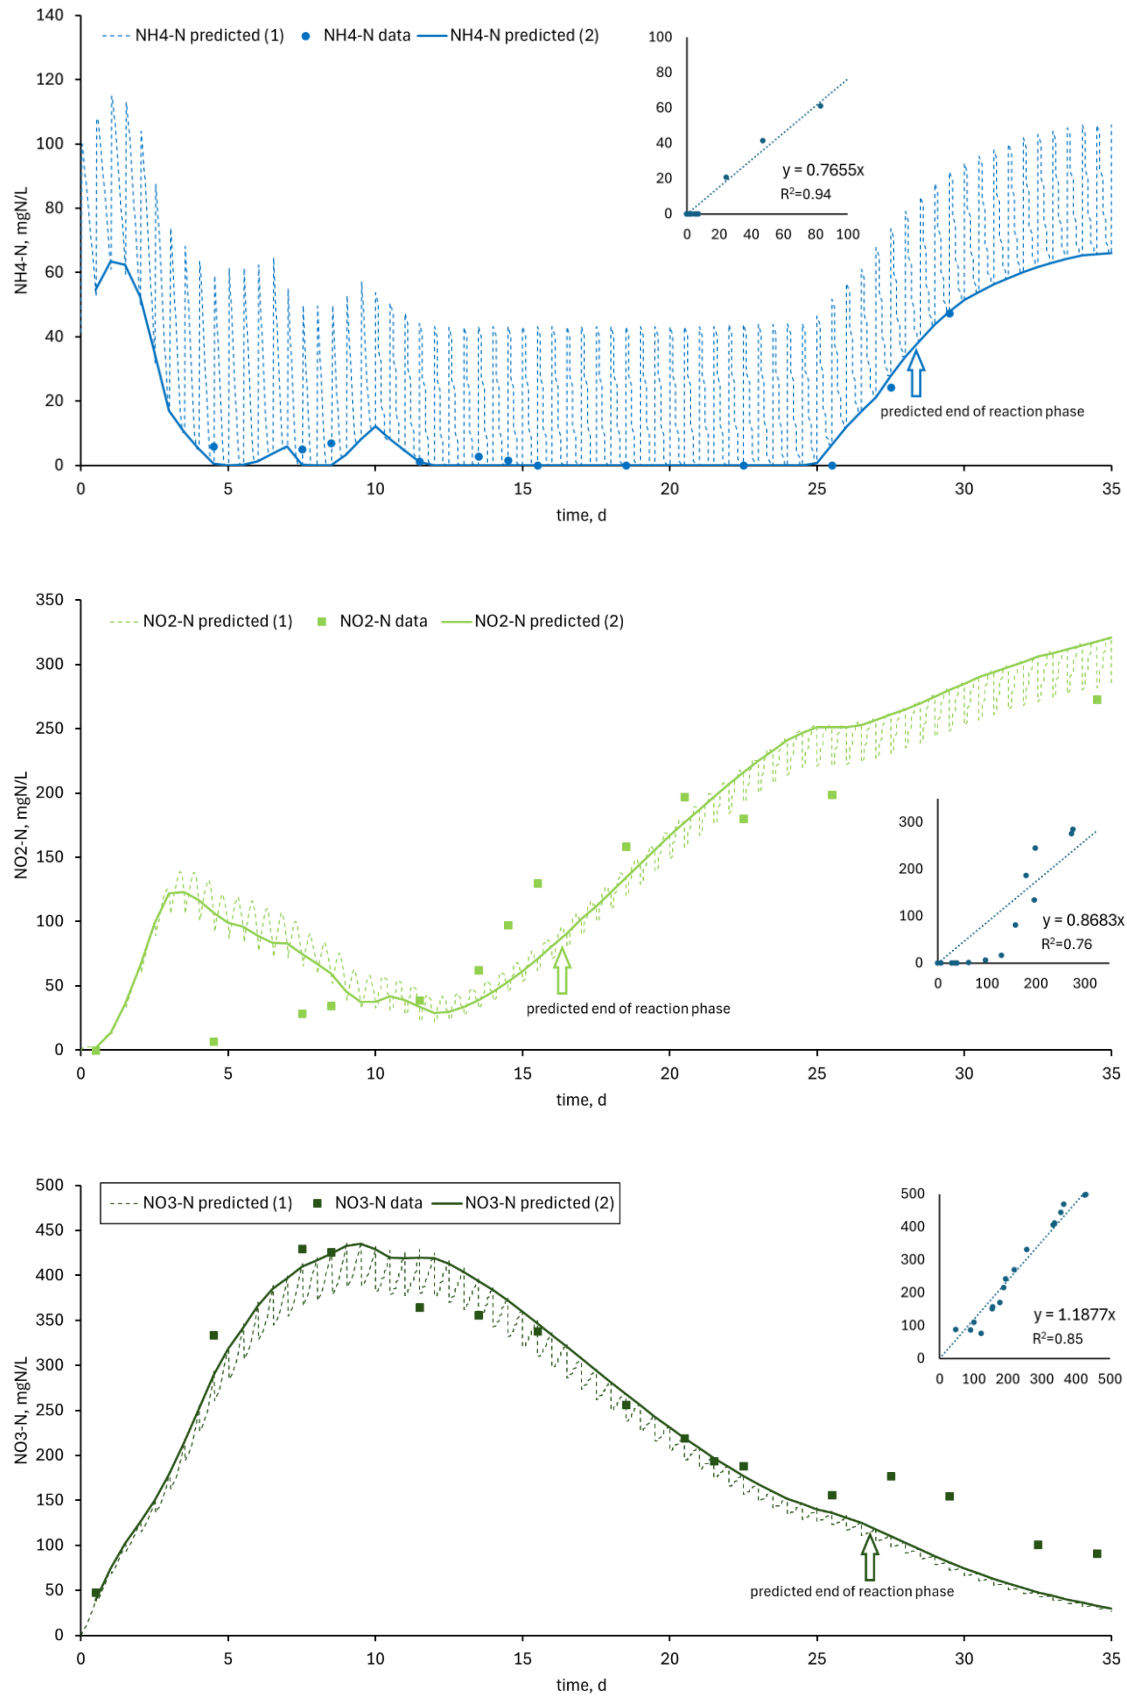 140
NH4-N predicted (1) NH4-N data NH4-N predicted (2)
120
100
80
60
40
20
0
NH4-N, mgN/L
100
80
60
40
20
0
y = 0.7655x
R²=0.94
0 20 40 60 80 100
predicted end of reaction phase
0 5 10 15 20 25 30 35
time, d
350
NO2-N predicted (1) NO2-N data NO2-N predicted (2)
300
250
200
150
100
50
0
NO2-N, mgN/L
300
200
100
0
y = 0.8683x
R²=0.76
0 100 200 300
predicted end of reaction phase
0 5 10 15 20 25 30 35
time, d
500
NO3-N predicted (1) NO3-N data NO3-N predicted (2)
450
400
350
300
250
200
150
100
50
0
NO3-N, mgN/L
500
400
300
200
100
0
y = 1.1877x
R²=0.85
0 100 200 300 400 500
predicted end of reaction phase
0 5 10 15 20 25 30 35
time, d